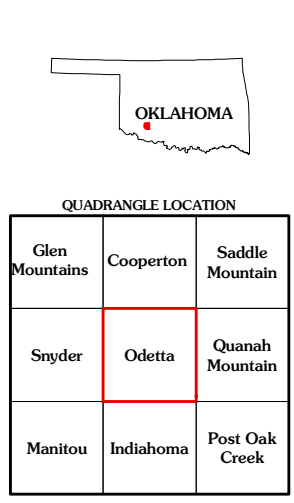 OKLAHOMA
QUADRANGLE LOCATION
Glen
Mountains
Cooperton
Saddle
Mountain
Snyder
Odetta
Quanah
Mountain
Manitou
Indiahoma
Post Oak
Creek